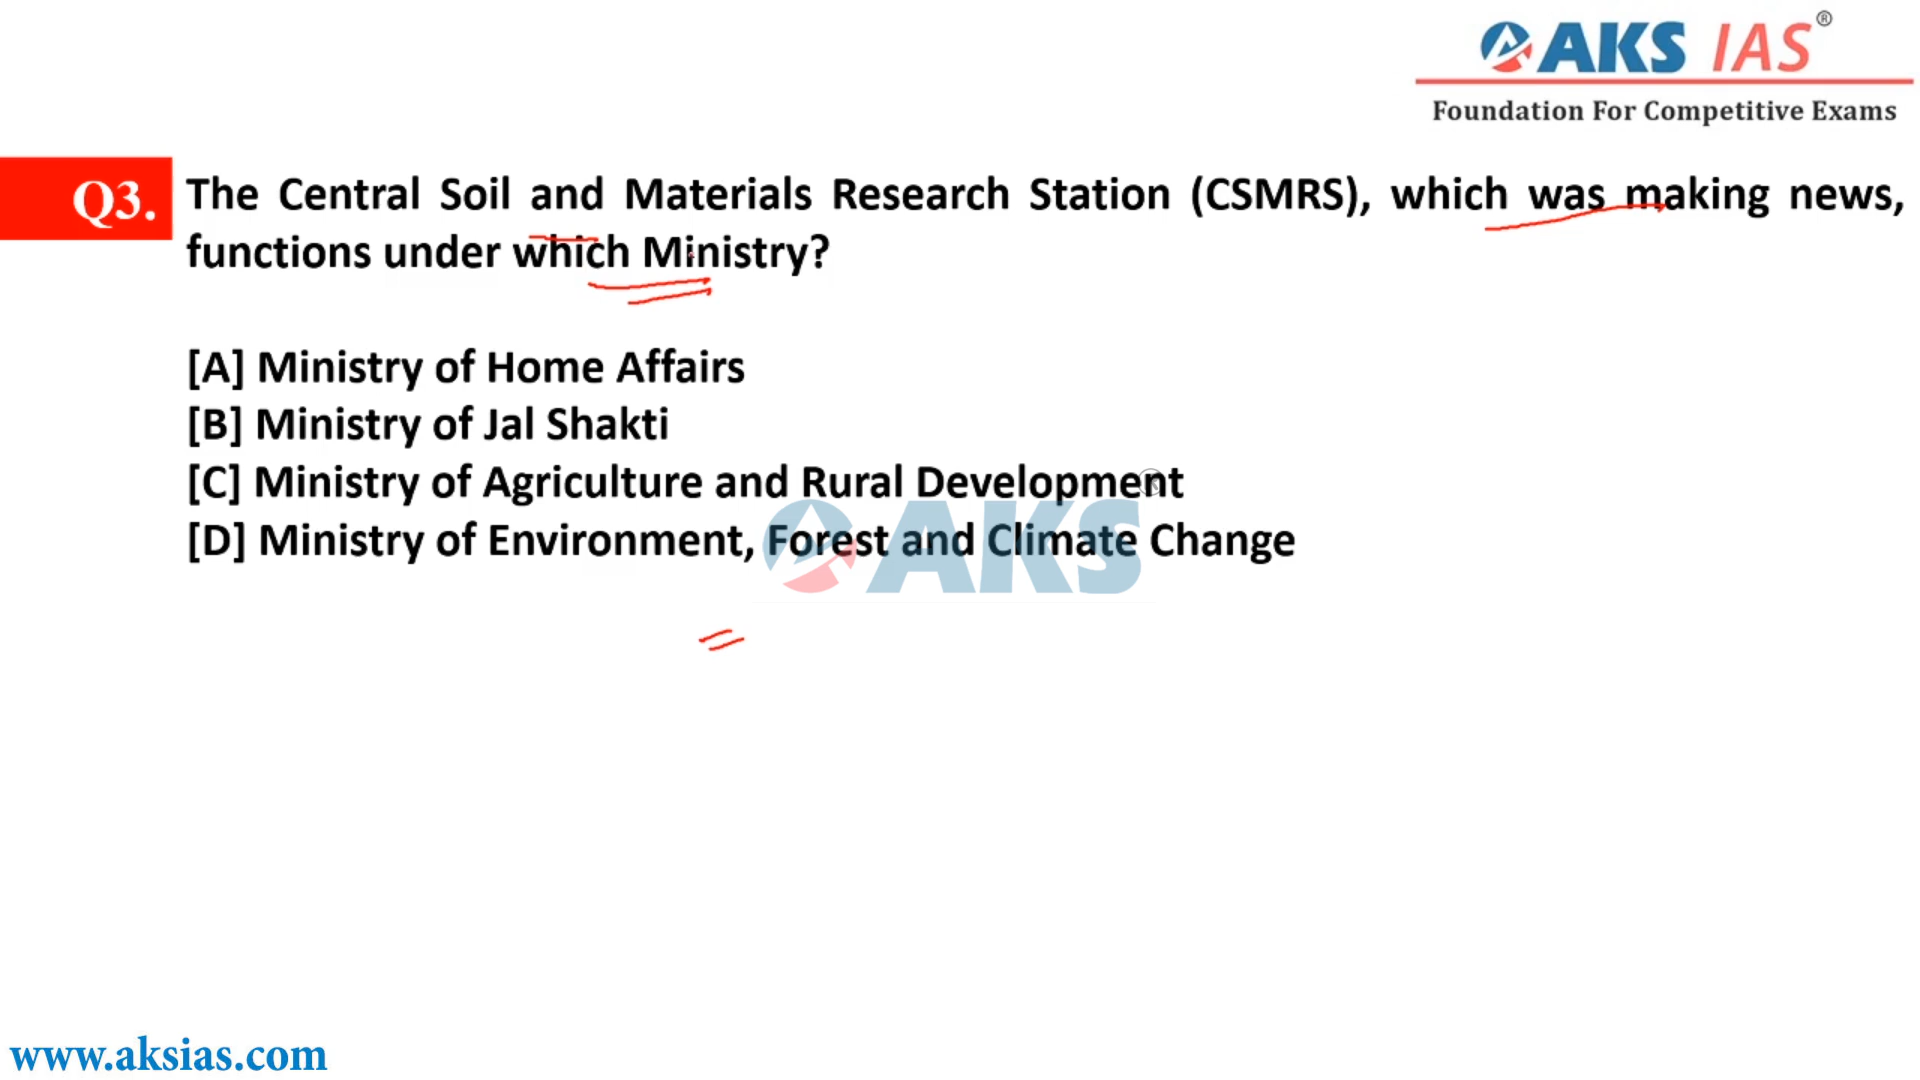 AKS IAS®
Foundation For Competitive Exams
Q3. The Central Soil and Materials Research Station (CSMRS), which was making news,
functions under which Ministry?
[A] Ministry of Home Affairs
[B] Ministry of Jal Shakti
[C] Ministry of Agriculture and Rural Development
[D] Ministry of Environment, Forest and Climate Change
AKS
www.aksias.com